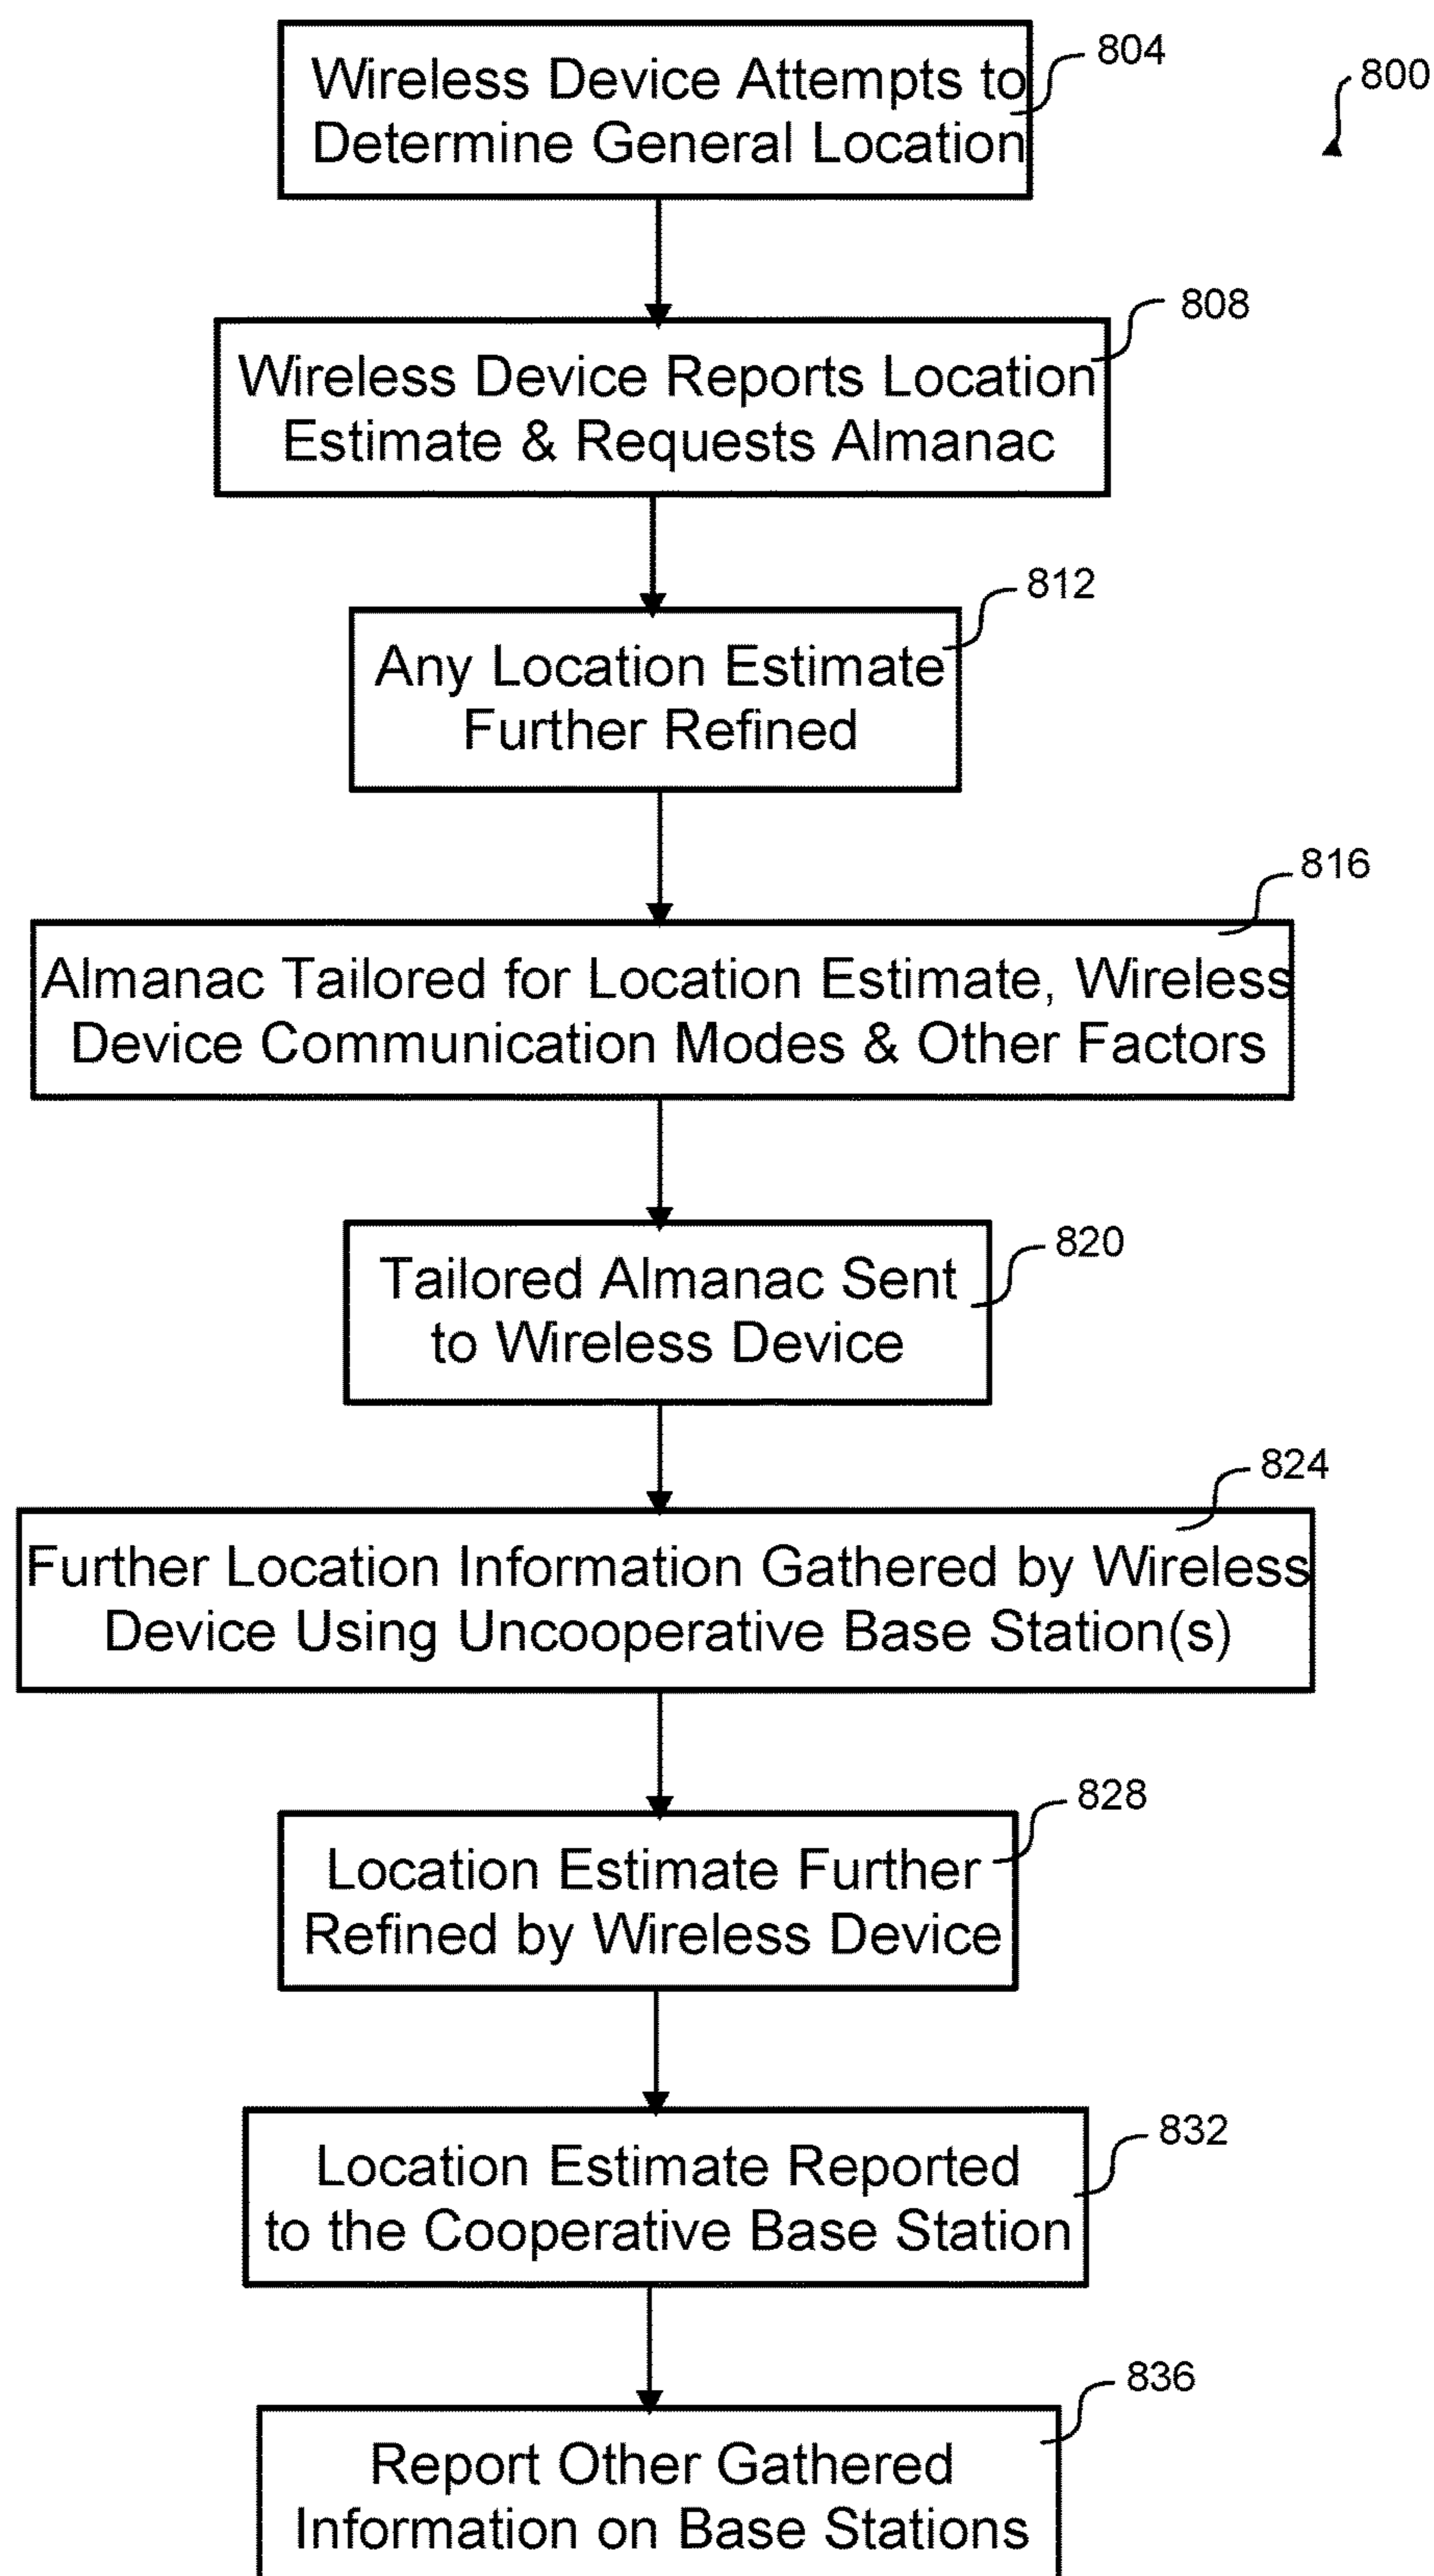 804
800
Wireless Device Attempts to
Determine General Location
808
Wireless Device Reports Location
Estimate & Requests Almanac
812
Any Location Estimate
Further Refined
816
Almanac Tailored for Location Estimate, Wireless
Device Communication Modes & Other Factors
820
Tailored Almanac Sent
to Wireless Device
824
Further Location Information Gathered by Wireless
Device Using Uncooperative Base Station(s)
828
Location Estimate Further
Refined by Wireless Device
832
Location Estimate Reported
to the Cooperative Base Station
836
Report Other Gathered
Information on Base Stations